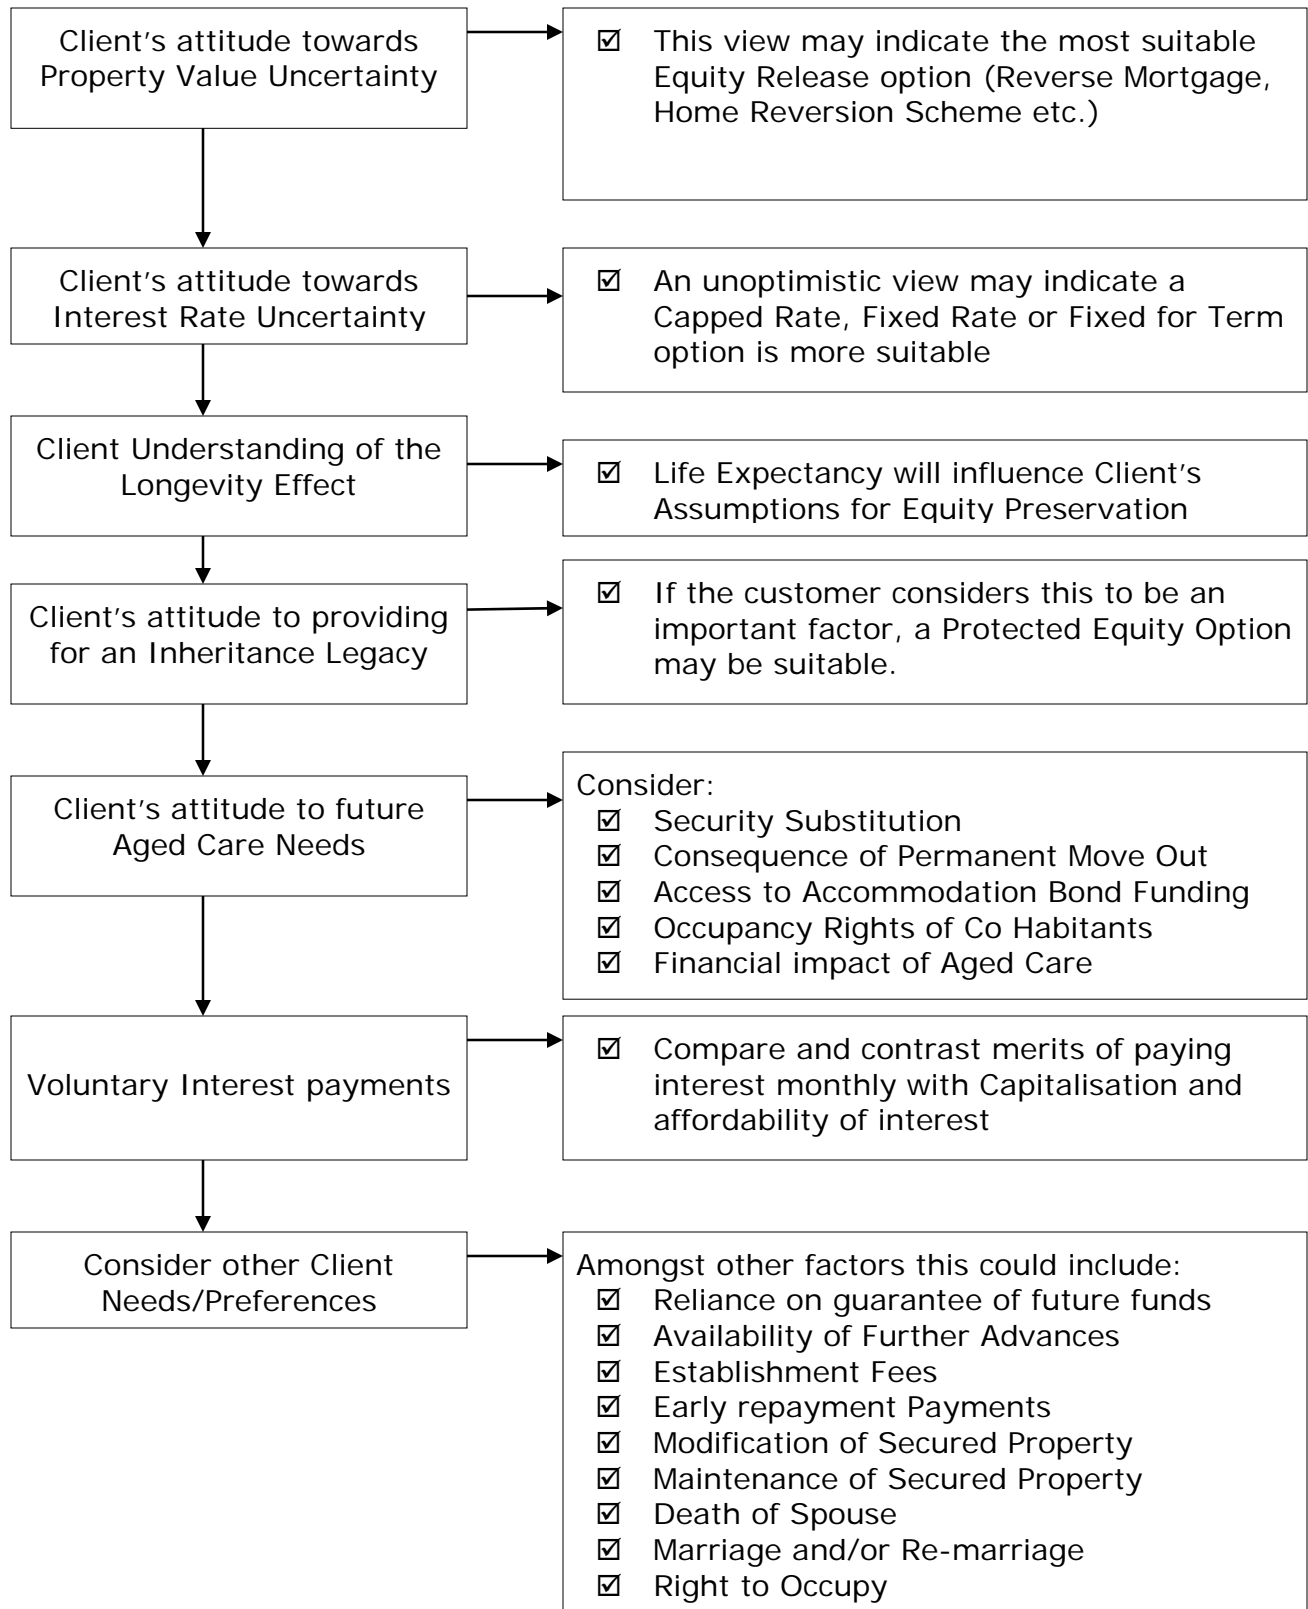 Client's attitude towards
Property Value Uncertainty
☑ This view may indicate the most suitable
Equity Release option (Reverse Mortgage,
Home Reversion Scheme etc.)
Client's attitude towards
Interest Rate Uncertainty
☑ An unoptimistic view may indicate a
Capped Rate, Fixed Rate or Fixed for Term
option is more suitable
Client Understanding of the
Longevity Effect
☑ Life Expectancy will influence Client's
Assumptions for Equity Preservation
Client's attitude to providing
for an Inheritance Legacy
☑ If the customer considers this to be an
important factor, a Protected Equity Option
may be suitable.
Client's attitude to future
Aged Care Needs
Consider:
☑ Security Substitution
☑ Consequence of Permanent Move Out
☑ Access to Accommodation Bond Funding
☑ Occupancy Rights of Co Habitants
☑ Financial impact of Aged Care
Voluntary Interest payments
☑ Compare and contrast merits of paying
interest monthly with Capitalisation and
affordability of interest
Consider other Client
Needs/Preferences
Amongst other factors this could include:
☑ Reliance on guarantee of future funds
☑ Availability of Further Advances
☑ Establishment Fees
☑ Early repayment Payments
☑ Modification of Secured Property
☑ Maintenance of Secured Property
☑ Death of Spouse
☑ Marriage and/or Re-marriage
☑ Right to Occupy